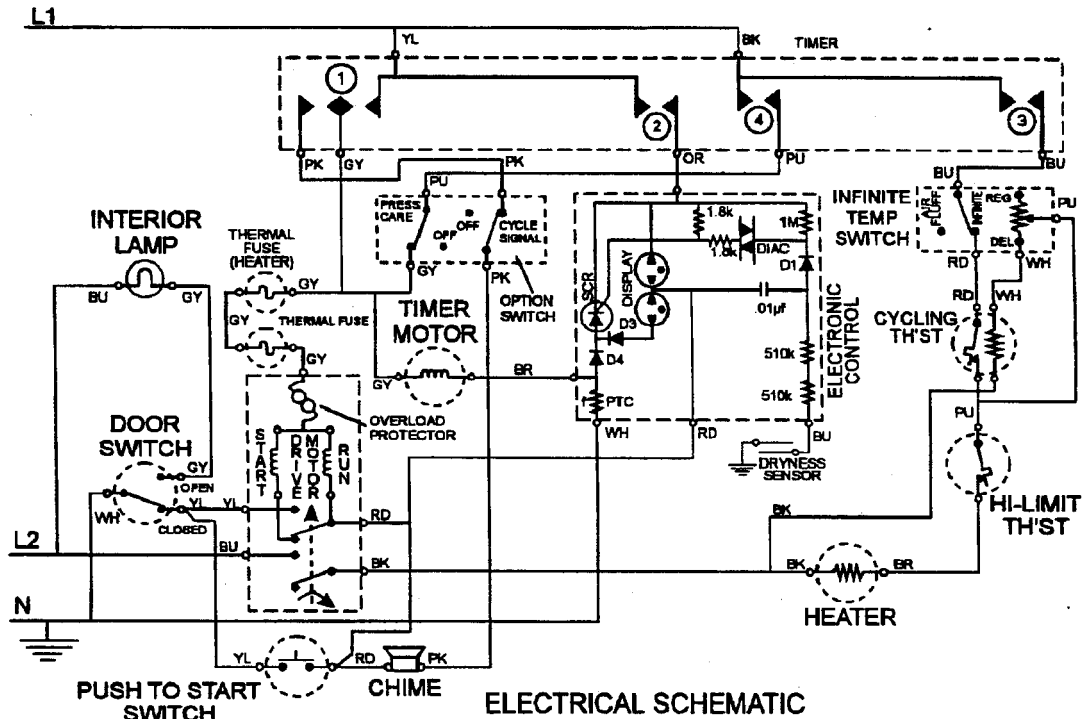 L1
YL
BK
TIMER
1
2
4
3
PK
GY
PK
PU
OR
PU
BU
BU
INFINITE
TEMP
SWITCH
AIR
FLUFF
INFINITE
REG
DEL
PU
RD
WH
PRESS
CARE
OFF
OFF
CYCLE
SIGNAL
GY
PK
OPTION
SWITCH
1.8k
1.8k
DIAC
1M
D1
DISPLAY
SCR
.01µf
D3
D4
510k
510k
PTC
ELECTRONIC
CONTROL
WH
RD
BU
DRYNESS
SENSOR
INTERIOR
LAMP
BU
GY
THERMAL
FUSE
(HEATER)
GY
GY
THERMAL FUSE
GY
TIMER
MOTOR
GY
BR
OVERLOAD
PROTECTOR
START
DRIVE
MOTOR
RUN
RD
WH
CYCLING
TH'ST
PU
HI-LIMIT
TH'ST
DOOR
SWITCH
GY
OPEN
WH
YL
YL
CLOSED
RD
BK
L2
BU
BK
BK
BR
HEATER
N
YL
RD
PK
CHIME
PUSH TO START
SWITCH
ELECTRICAL SCHEMATIC